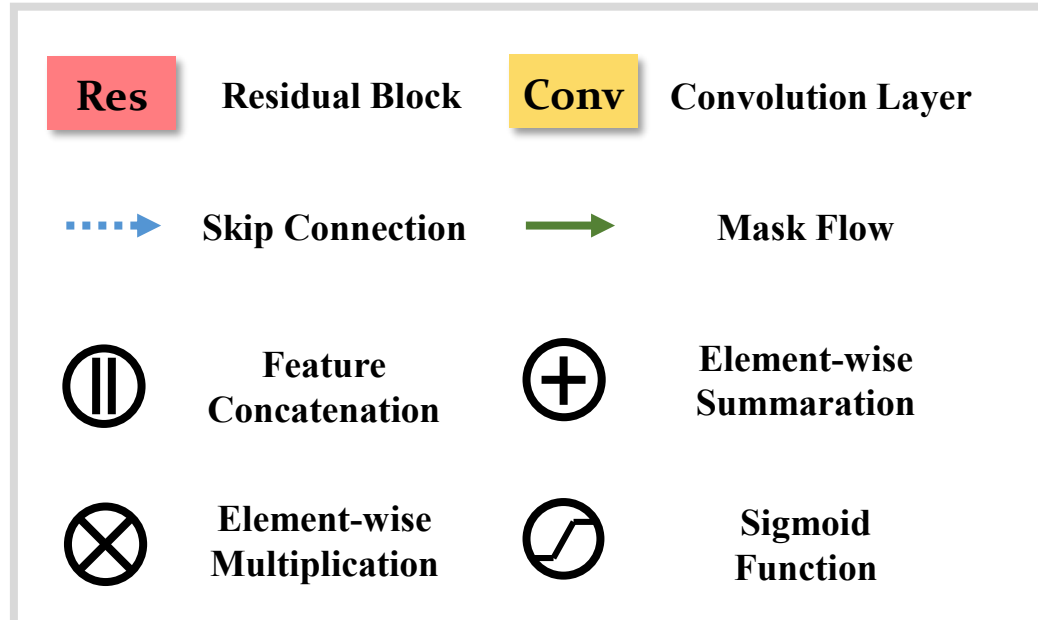 Res Residual Block Conv Convolution Layer
Skip Connection Mask Flow
Feature
Concatenation
Element-wise
Summaration
Element-wise
Multiplication
Sigmoid
Function